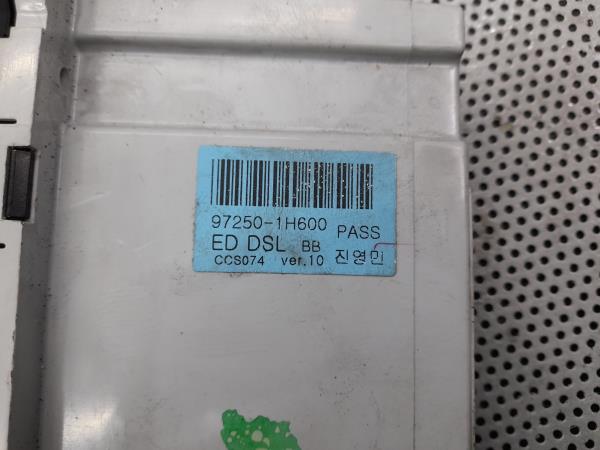 97250-1H600 PASS
ED DSL BB
CCS074 ver.10 진영민